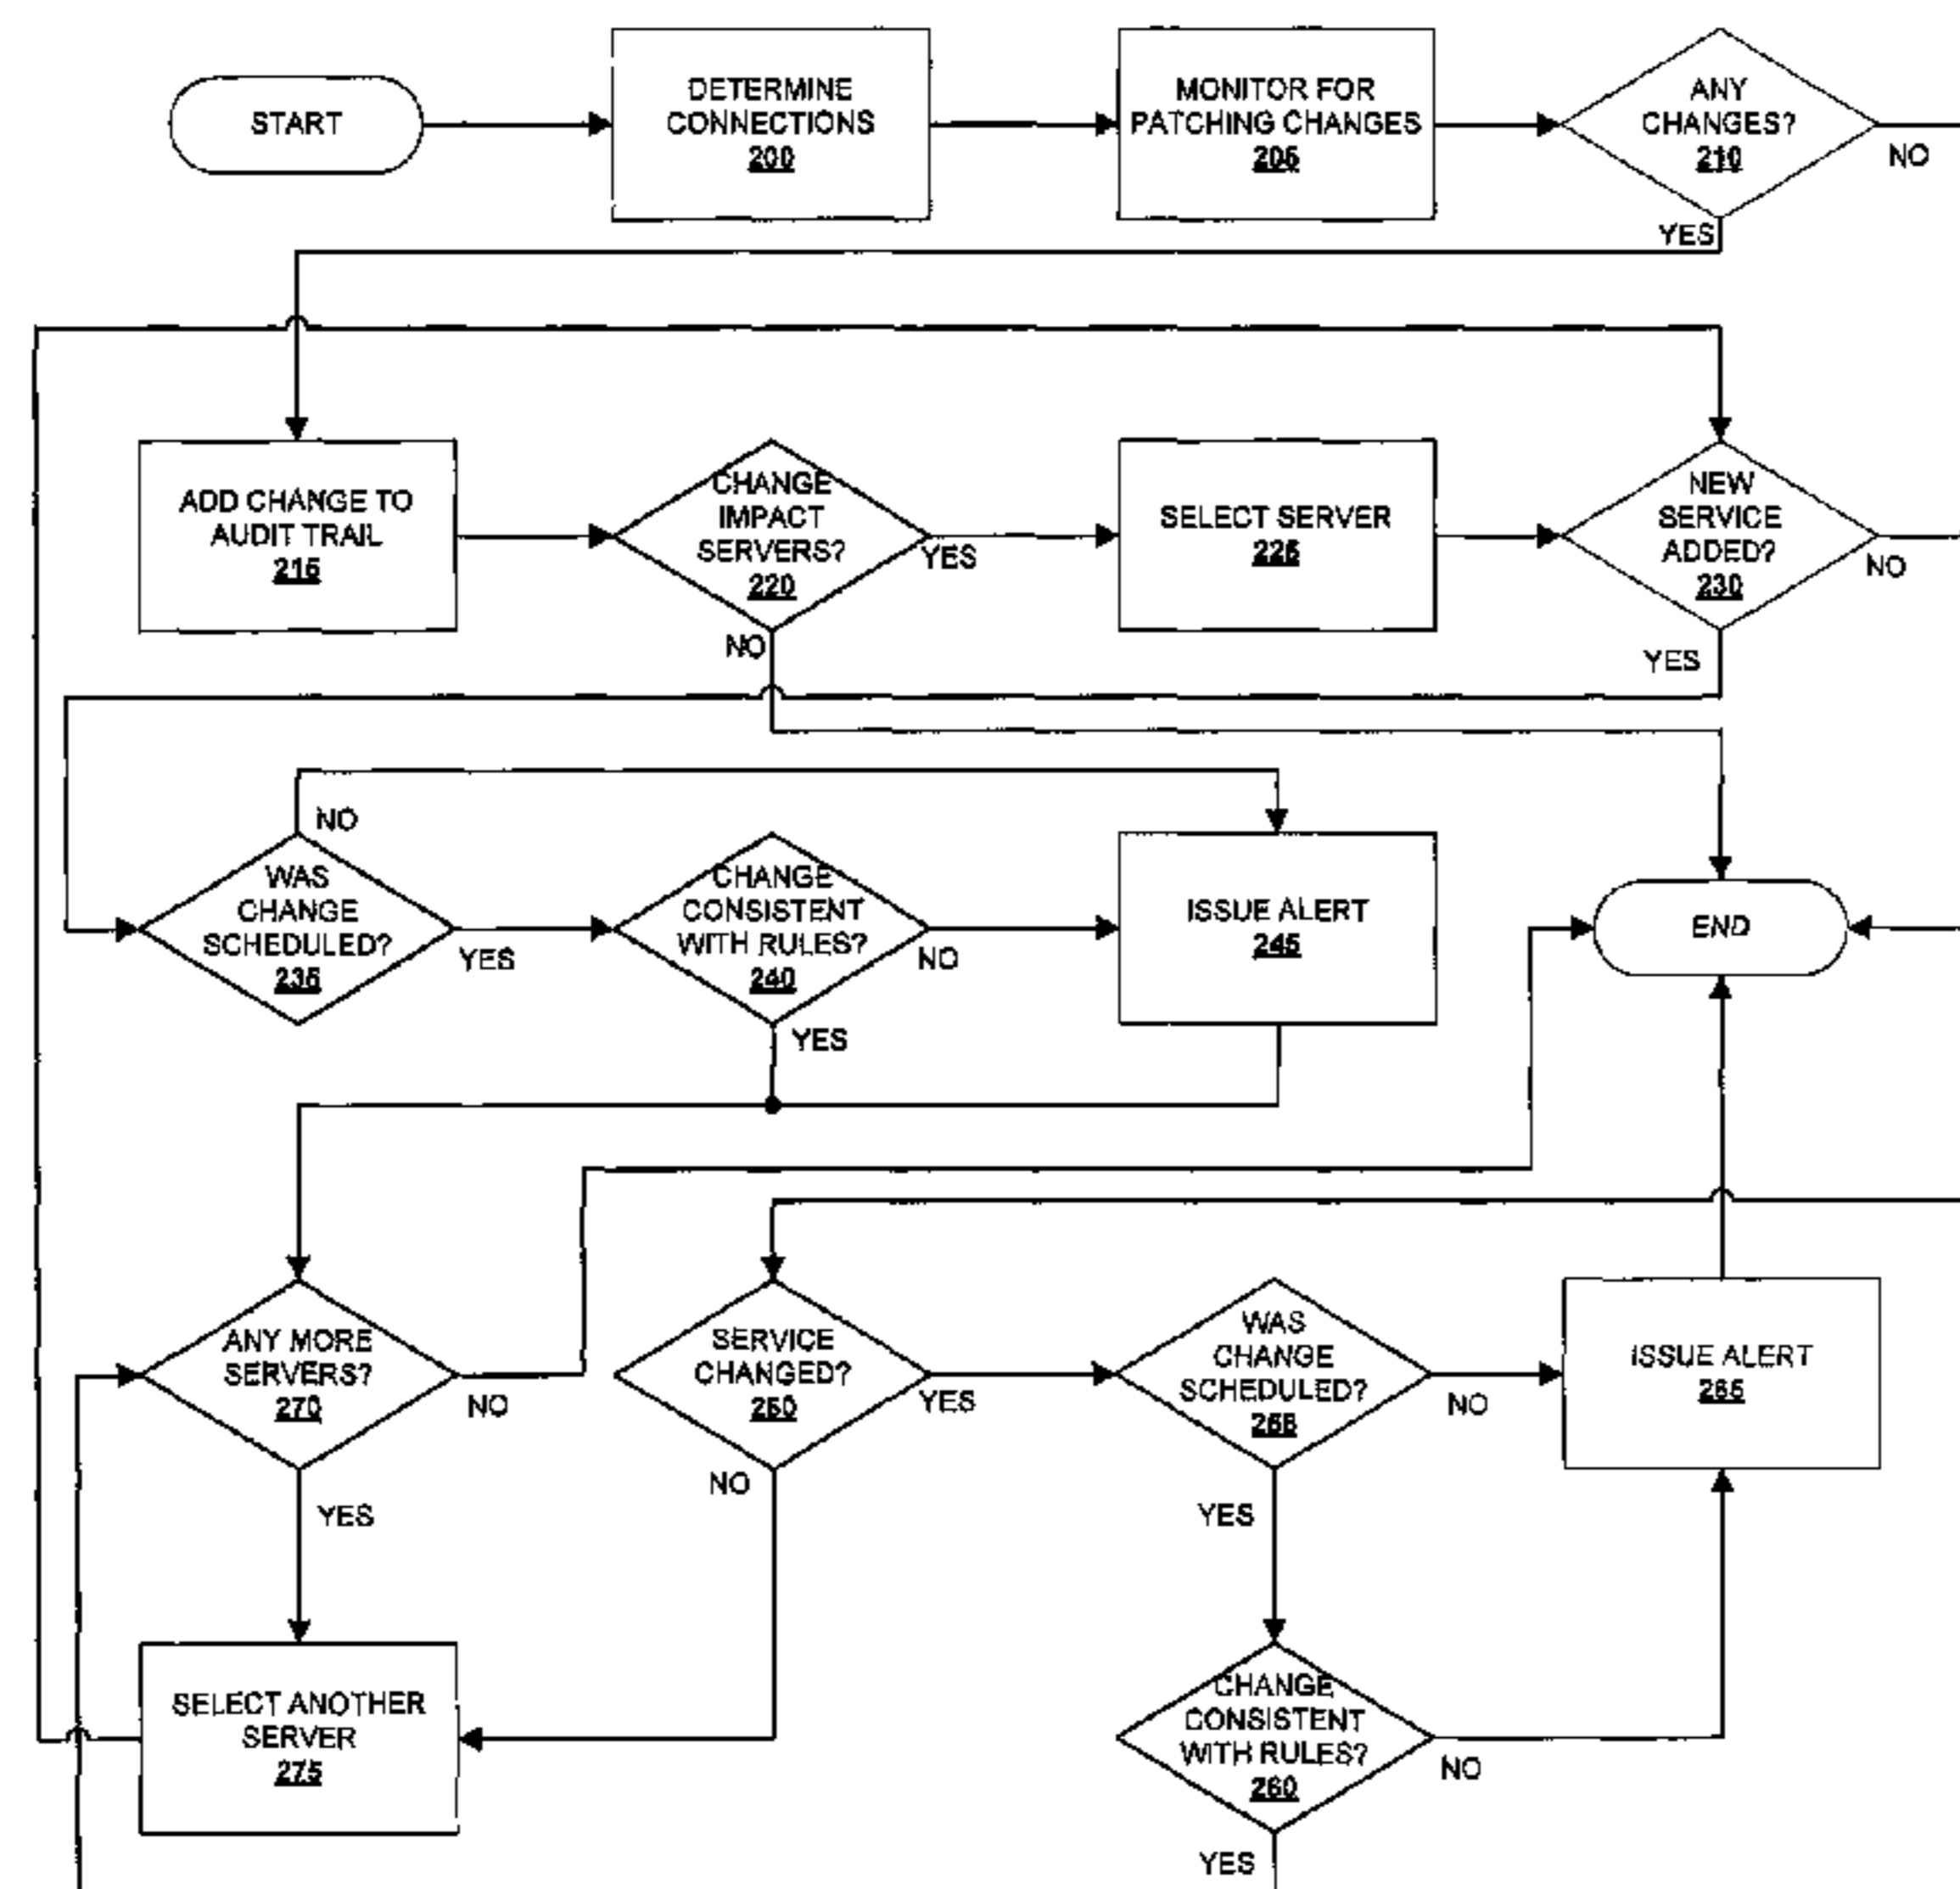 START
DETERMINE
CONNECTIONS
200
MONITOR FOR
PATCHING CHANGES
205
ANY
CHANGES?
210
NO
YES
ADD CHANGE TO
AUDIT TRAIL
215
CHANGE
IMPACT
SERVERS?
220
YES
NO
SELECT SERVER
225
NEW
SERVICE
ADDED?
230
NO
YES
NO
WAS
CHANGE
SCHEDULED?
235
YES
CHANGE
CONSISTENT
WITH RULES?
240
NO
YES
ISSUE ALERT
245
END
ANY MORE
SERVERS?
270
NO
YES
SERVICE
CHANGED?
250
YES
NO
WAS
CHANGE
SCHEDULED?
255
NO
YES
ISSUE ALERT
265
SELECT ANOTHER
SERVER
275
CHANGE
CONSISTENT
WITH RULES?
260
NO
YES